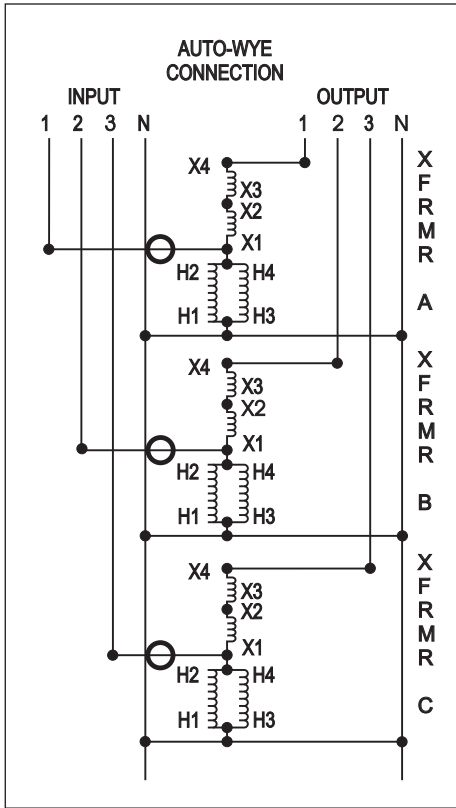 AUTO-WYE
CONNECTION
INPUT OUTPUT
1 2 3 N 1 2 3 N
X4
X3
X2
X1
H2 H4
H1 H3
X
F
R
M
R
A
X4
X3
X2
X1
H2 H4
H1 H3
X
F
R
M
R
B
X4
X3
X2
X1
H2 H4
H1 H3
X
F
R
M
R
C